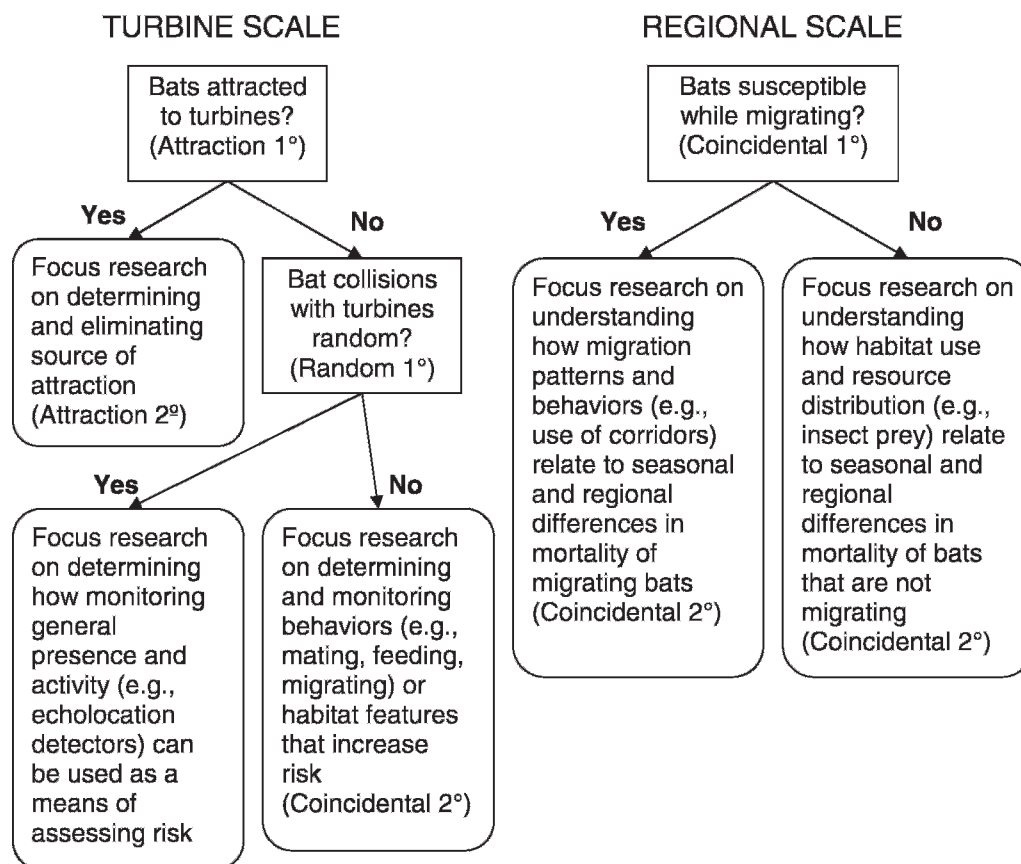 TURBINE SCALE
Bats attracted
to turbines?
(Attraction 1°)
Yes
No
Focus research
on determining
and eliminating
source of
attraction
(Attraction 2º)
Bat collisions
with turbines
random?
(Random 1°)
Yes
No
Focus research
on determining
how monitoring
general
presence and
activity (e.g.,
echolocation
detectors) can
be used as a
means of
assessing risk
Focus research
on determining
and monitoring
behaviors (e.g.,
mating, feeding,
migrating) or
habitat features
that increase
risk
(Coincidental 2°)
REGIONAL SCALE
Bats susceptible
while migrating?
(Coincidental 1°)
Yes
No
Focus research on
understanding
how migration
patterns and
behaviors (e.g.,
use of corridors)
relate to seasonal
and regional
differences in
mortality of
migrating bats
(Coincidental 2°)
Focus research on
understanding
how habitat use
and resource
distribution (e.g.,
insect prey) relate
to seasonal and
regional
differences in
mortality of bats
that are not
migrating
(Coincidental 2°)